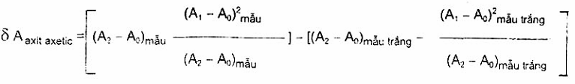 (A₁ – A₀)²mẫu (A₁ – A₀)²mẫu trắng
δ A axit axetic = [ (A₂ – A₀)mẫu ] – [(A₂ – A₀)mẫu trắng – ]
(A₂ – A₀)mẫu (A₂ – A₀)mẫu trắng